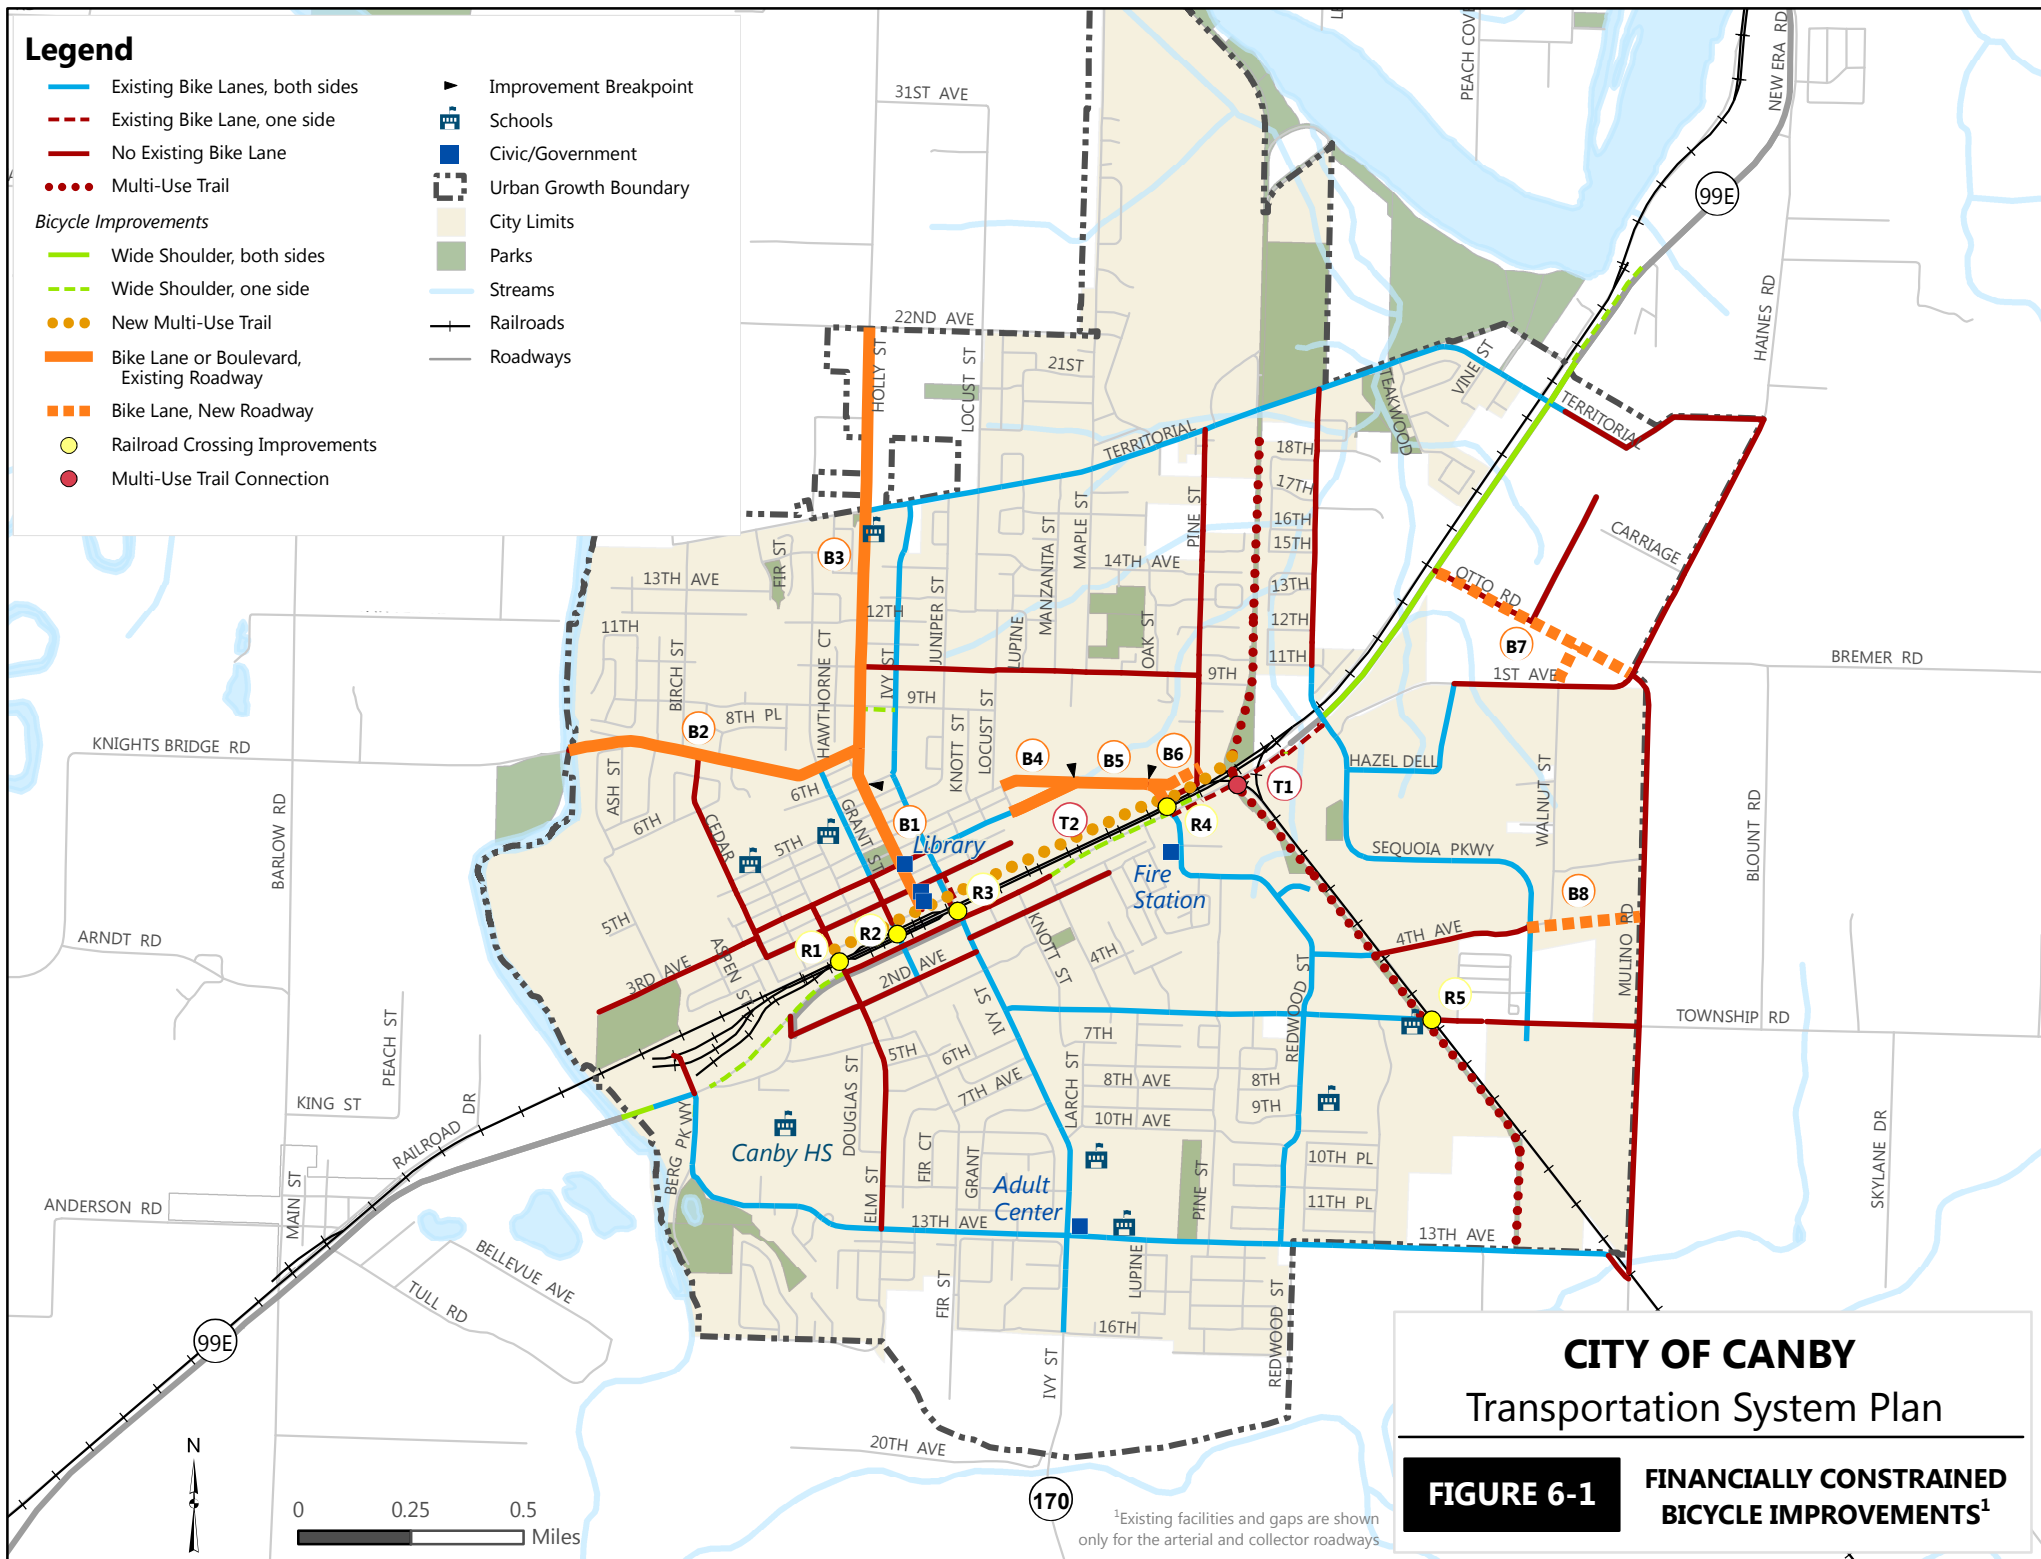 Legend
Existing Bike Lanes, both sides
Existing Bike Lane, one side
No Existing Bike Lane
Multi-Use Trail
Bicycle Improvements
Wide Shoulder, both sides
Wide Shoulder, one side
New Multi-Use Trail
Bike Lane or Boulevard,
Existing Roadway
Bike Lane, New Roadway
Railroad Crossing Improvements
Multi-Use Trail Connection
Improvement Breakpoint
Schools
Civic/Government
Urban Growth Boundary
City Limits
Parks
Streams
Railroads
Roadways
31ST AVE
22ND AVE
HOLLY ST
LOCUST ST
21ST
PEACH COV
NEW ERA RD
99E
HAINES RD
VINE ST
TEAKWOOD
TERRITORIAL
TERRITORIA
18TH
17TH
16TH
15TH
13TH
12TH
11TH
PINE ST
MAPLE ST
MANZANITA ST
14TH AVE
OAK ST
LUPINE
JUNIPER ST
12TH
IVY ST
9TH
9TH
B3
FIR ST
13TH AVE
11TH
BIRCH ST
HAWTHORNE CT
8TH PL
B2
KNIGHTS BRIDGE RD
CARRIAGE
OTTO RD
B7
1ST AVE
BREMER RD
LOCUST ST
KNOTT ST
B4
B5
B6
T1
T2
R4
HAZEL DELL
WALNUT ST
SEQUOIA PKWY
BLOUNT RD
ASH ST
6TH
6TH
CEDAR
5TH
GRANT ST
B1
Library
Fire
Station
BARLOW RD
5TH
3RD AVE
ASPEN ST
R1
R2
R3
2ND AVE
KNOTT ST
4TH
4TH AVE
B8
MULINO RD
R5
TOWNSHIP RD
ARNDT RD
PEACH ST
KING ST
RAILROAD DR
MAIN ST
ANDERSON RD
BELLEVUE AVE
TULL RD
99E
IVY ST
5TH
6TH
7TH AVE
7TH
8TH AVE
10TH AVE
LARCH ST
REDWOOD ST
8TH
9TH
10TH PL
11TH PL
DOUGLAS ST
Canby HS
BERG PKWY
ELM ST
FIR CT
GRANT
Adult
Center
13TH AVE
13TH AVE
PINE ST
LUPINE
FIR ST
16TH
IVY ST
REDWOOD ST
SKYLANE DR
20TH AVE
170
N
0 0.25 0.5
Miles
1Existing facilities and gaps are shown
only for the arterial and collector roadways
CITY OF CANBY
Transportation System Plan
FIGURE 6-1
FINANCIALLY CONSTRAINED
BICYCLE IMPROVEMENTS1